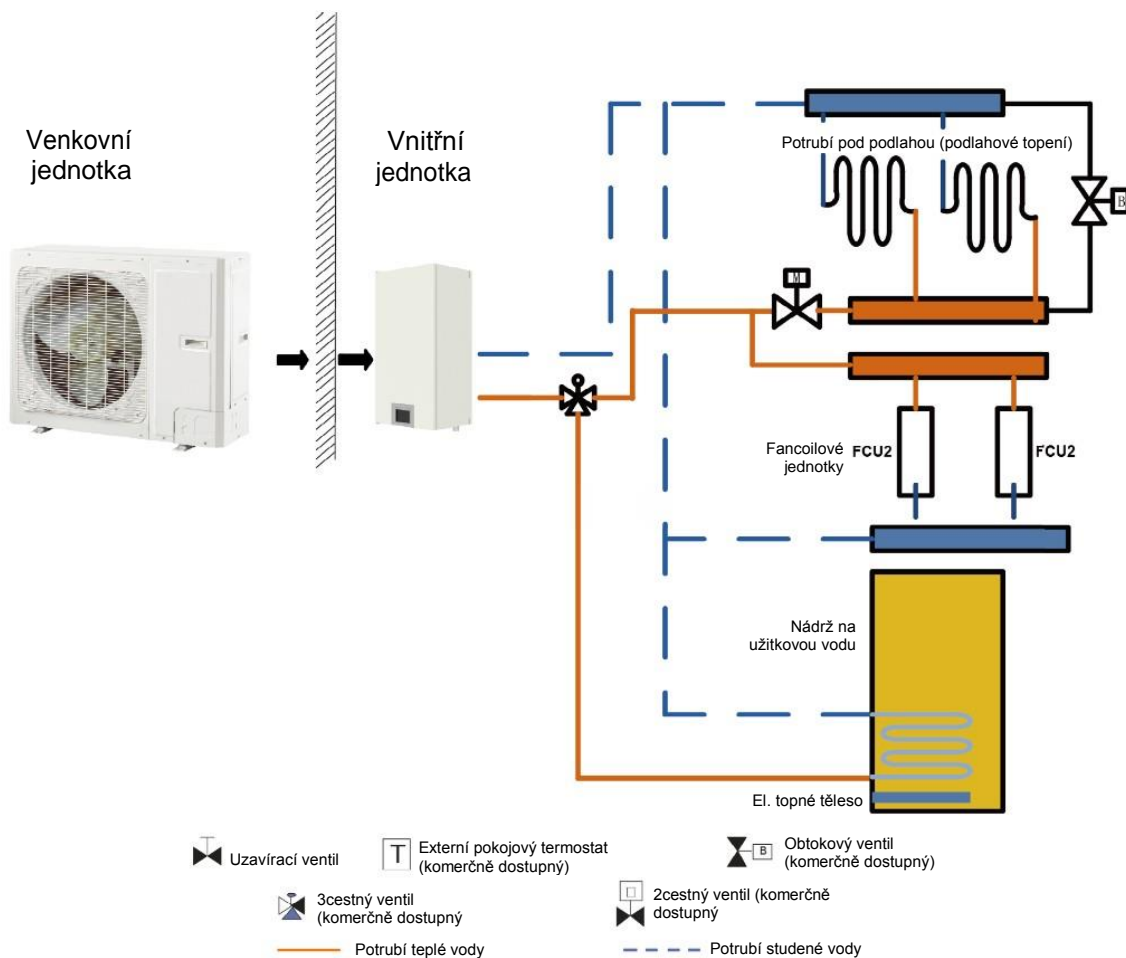 Venkovní
jednotka
Vnitřní
jednotka
Potrubí pod podlahou (podlahové topení)
B
M
Fancoilové
jednotky
FCU2
FCU2
Nádrž na
užitkovou vodu
El. topné těleso
Uzavírací ventil
T
Externí pokojový termostat
(komerčně dostupný)
B
Obtokový ventil
(komerčně dostupný)
3cestný ventil
(komerčně dostupný
2cestný ventil (komerčně
dostupný
Potrubí teplé vody
Potrubí studené vody